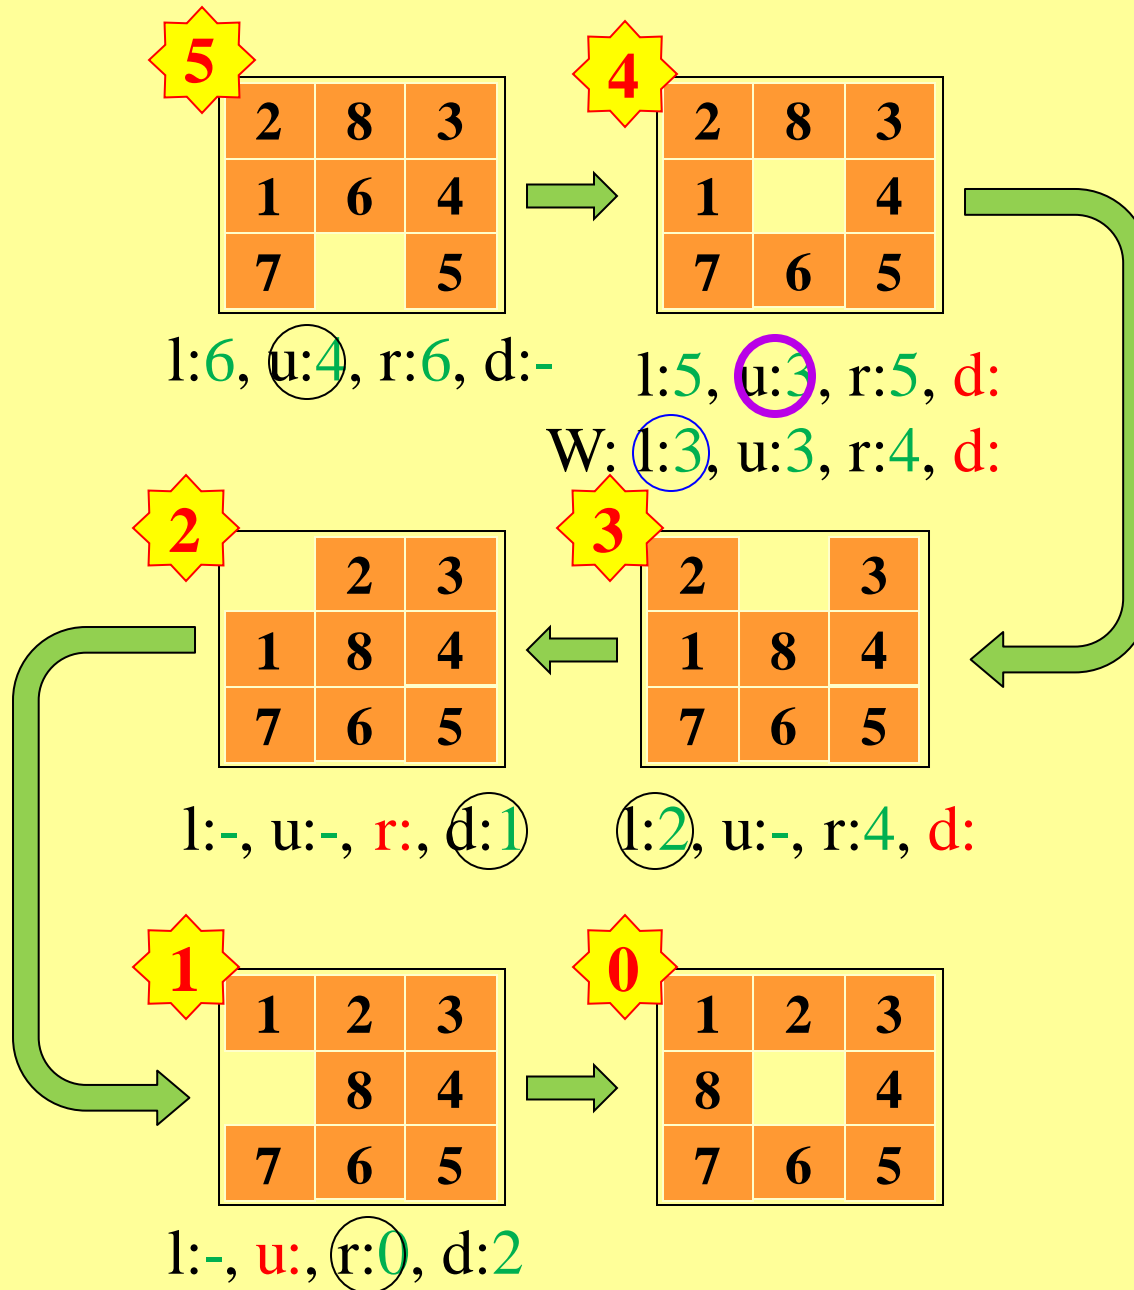 5
2 8 3
1 6 4
7 5
l:6, u:4, r:6, d:-
4
2 8 3
1 4
7 6 5
l:5, u:3, r:5, d:
W: l:3, u:3, r:4, d:
3
2 3
1 8 4
7 6 5
l:2, u:-, r:4, d:
2
2 3
1 8 4
7 6 5
l:-, u:-, r:, d:1
1
1 2 3
8 4
7 6 5
l:-, u:, r:0, d:2
0
1 2 3
8 4
7 6 5